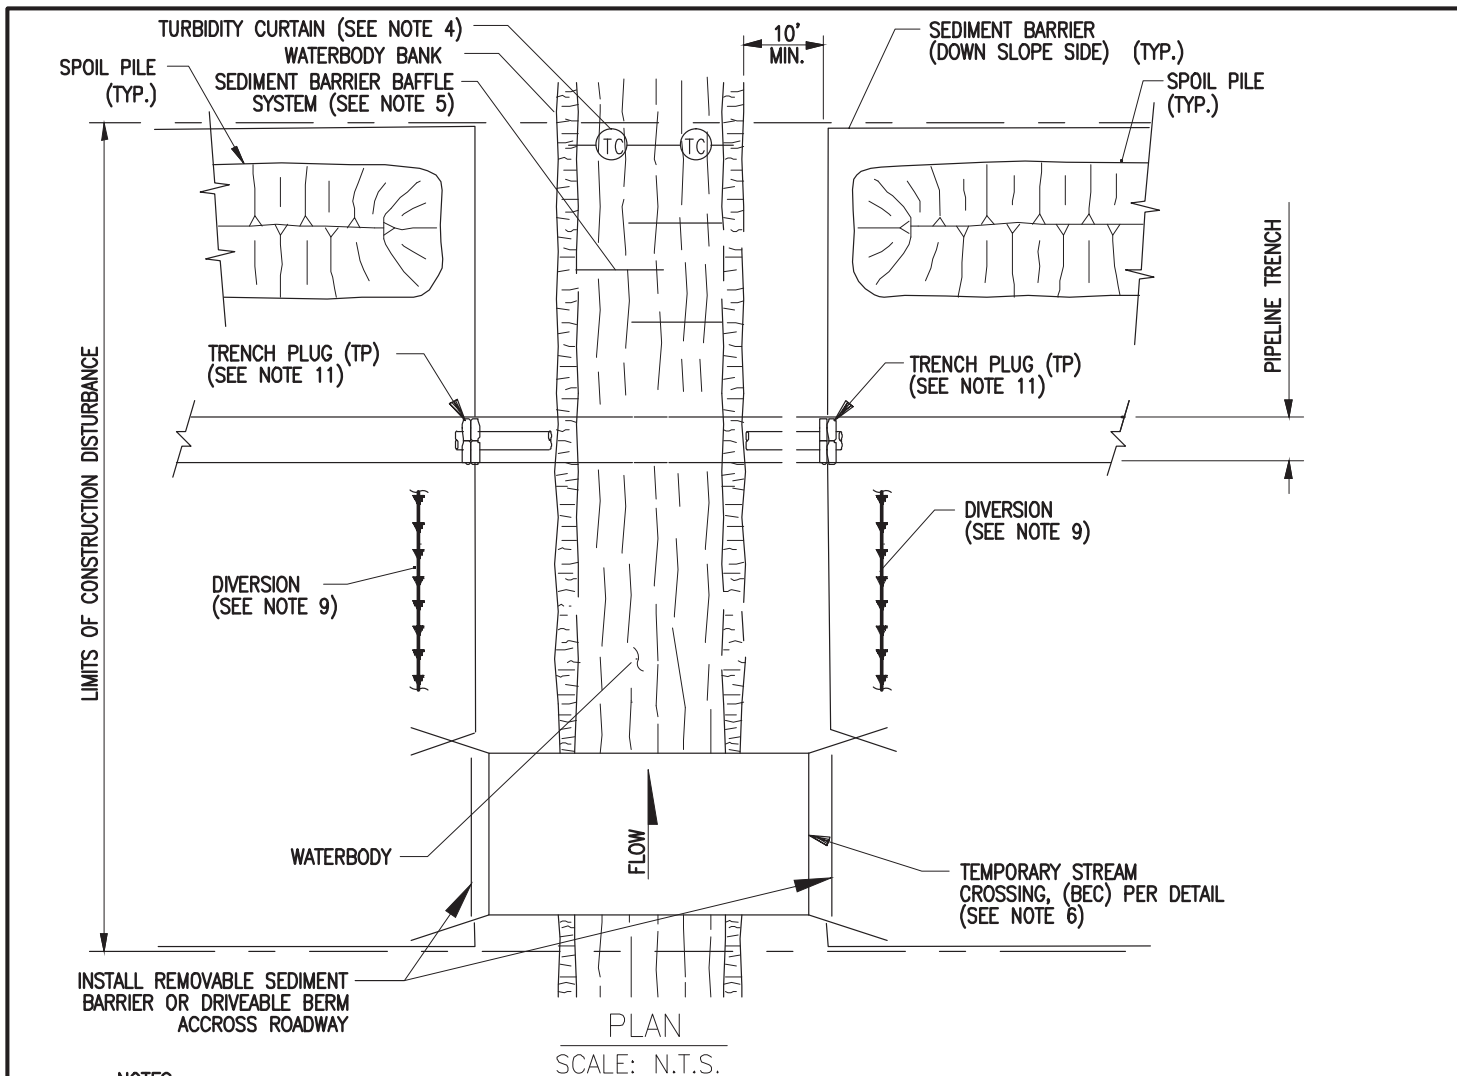 TURBIDITY CURTAIN (SEE NOTE 4)
WATERBODY BANK
SEDIMENT BARRIER BAFFLE
SYSTEM (SEE NOTE 5)
SPOIL PILE
(TYP.)
10'
MIN.
SEDIMENT BARRIER
(DOWN SLOPE SIDE) (TYP.)
SPOIL PILE
(TYP.)
TC
TC
PIPELINE TRENCH
LIMITS OF CONSTRUCTION DISTURBANCE
TRENCH PLUG (TP)
(SEE NOTE 11)
TRENCH PLUG (TP)
(SEE NOTE 11)
DIVERSION
(SEE NOTE 9)
DIVERSION
(SEE NOTE 9)
WATERBODY
FLOW
TEMPORARY STREAM
CROSSING, (BEC) PER DETAIL
(SEE NOTE 6)
INSTALL REMOVABLE SEDIMENT
BARRIER OR DRIVEABLE BERM
ACCROSS ROADWAY
PLAN
SCALE: N.T.S.